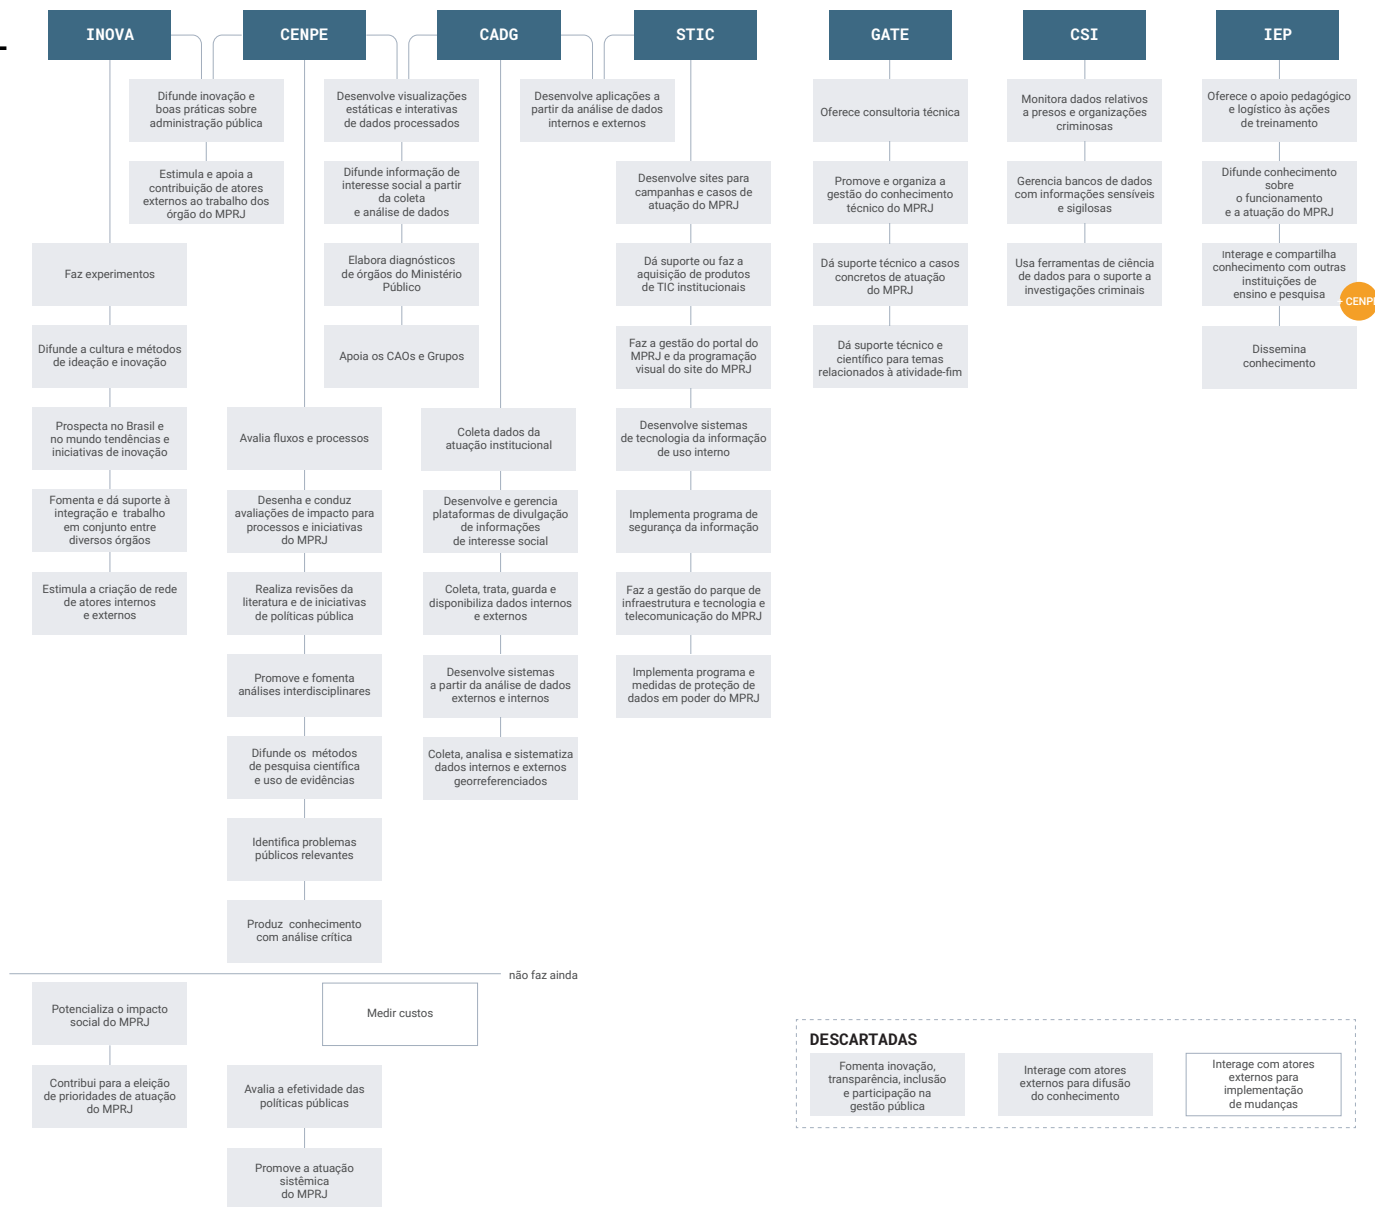 INOVA
CENPE
CADG
STIC
GATE
CSI
IEP
Difunde inovação e
boas práticas sobre
administração pública
Estimula e apoia a
contribuição de atores
externos ao trabalho dos
órgão do MPRJ
Desenvolve visualizações
estáticas e iterativas
de dados processados
Difunde informação de
interesse social a partir
da coleta
e análise de dados
Elabora diagnósticos
de órgãos do Ministério
Público
Apoia os CAOs e Grupos
Desenvolve aplicações a
partir da análise de dados
internos e externos
Faz experimentos
Difunde a cultura e métodos
de ideação e inovação
Prospecta no Brasil e
no mundo tendências e
iniciativas de inovação
Fomenta e dá suporte à
integração e trabalho
em conjunto entre
diversos órgãos
Estimula a criação de rede
de atores internos
e externos
Avalia fluxos e processos
Desenha e conduz
avaliações de impacto para
processos e iniciativas
do MPRJ
Realiza revisões da
literatura e de iniciativas
de políticas pública
Promove e fomenta
análises interdisciplinares
Difunde os métodos
de pesquisa científica
e uso de evidências
Identifica problemas
públicos relevantes
Produz conhecimento
com análise crítica
Coleta dados da
atuação institucional
Desenvolve e gerencia
plataformas de divulgação
de informações
de interesse social
Coleta, trata, guarda e
disponibiliza dados internos
e externos
Desenvolve sistemas
a partir da análise de dados
externos e internos
Coleta, analisa e sistematiza
dados internos e externos
georreferenciados
Desenvolve sites para
campanhas e casos de
atuação do MPRJ
Dá suporte ou faz a
aquisição de produtos
de TIC institucionais
Faz a gestão do portal do
MPRJ e da programação
visual do site do MPRJ
Desenvolve sistemas
de tecnologia da informação
de uso interno
Implementa programa de
segurança da informação
Faz a gestão do parque de
infraestrutura e tecnologia e
telecomunicação do MPRJ
Implementa programa e
medidas de proteção de
dados em poder do MPRJ
Oferece consultoria técnica
Promove e organiza a
gestão do conhecimento
técnico do MPRJ
Dá suporte técnico a casos
concretos de atuação
do MPRJ
Dá suporte técnico e
científico para temas
relacionados à atividade-fim
Monitora dados relativos
a presos e organizações
criminosas
Gerencia bancos de dados
com informações sensíveis
e sigilosas
Usa ferramentas de ciência
de dados para o suporte a
investigações criminais
Oferece o apoio pedagógico
e logístico às ações
de treinamento
Difunde conhecimento
sobre
o funcionamento
e a atuação do MPRJ
Interage e compartilha
conhecimento com outras
instituições de
ensino e pesquisa
CENPE
Dissemina
conhecimento
não faz ainda
Potencializa o impacto
social do MPRJ
Contribui para a eleição
de prioridades de atuação
do MPRJ
Medir custos
Avalia a efetividade das
políticas públicas
Promove a atuação
sistêmica
do MPRJ
DESCARTADAS
Fomenta inovação,
transparência, inclusão
e participação na
gestão pública
Interage com atores
externos para difusão
do conhecimento
Interage com atores
externos para
implementação
de mudanças